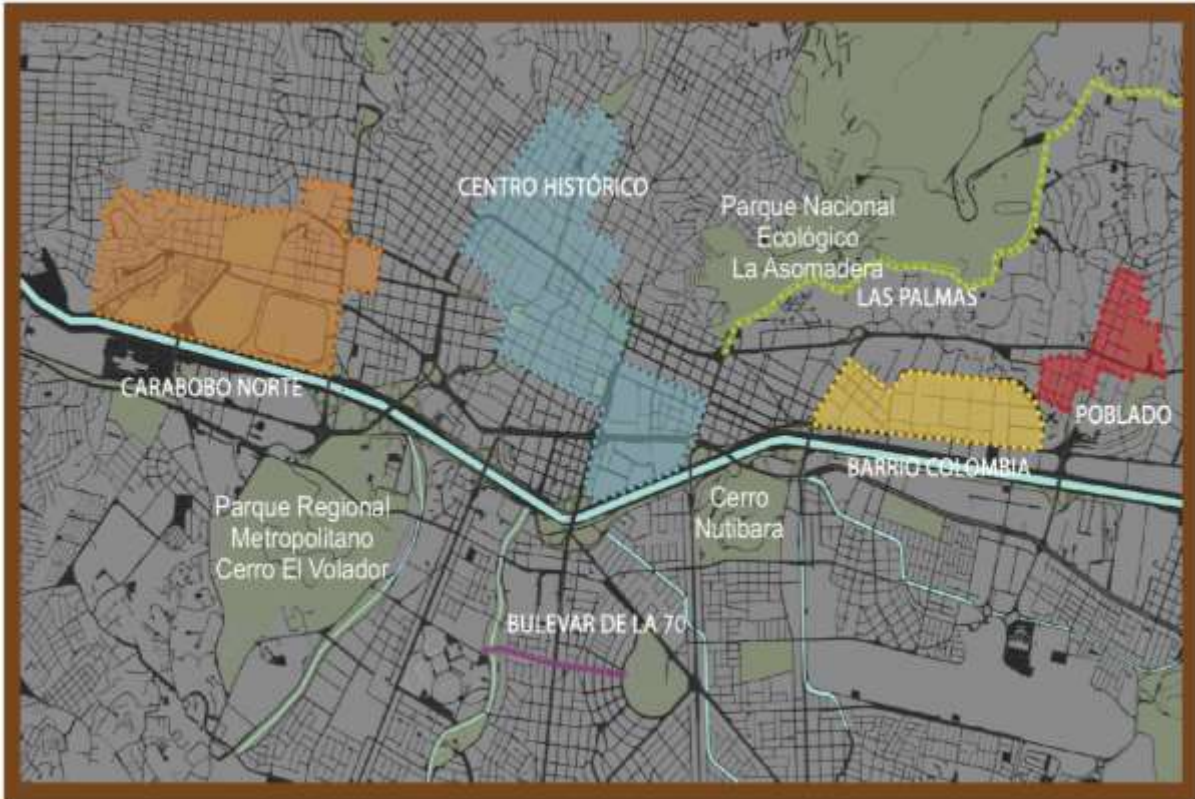 CENTRO HISTÓRICO
Parque Nacional
Ecológico
La Asomadera
LAS PALMAS
CARABOBO NORTE
POBLADO
BARRIO COLOMBIA
Parque Regional
Metropolitano
Cerro El Volador
Cerro
Nutibara
BULEVAR DE LA 70